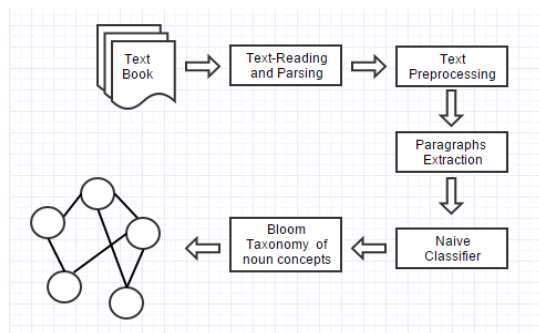 Text
Book
Text-Reading
and Parsing
Text
Preprocessing
Paragraphs
Extraction
Naive
Classifier
Bloom
Taxonomy of
noun concepts